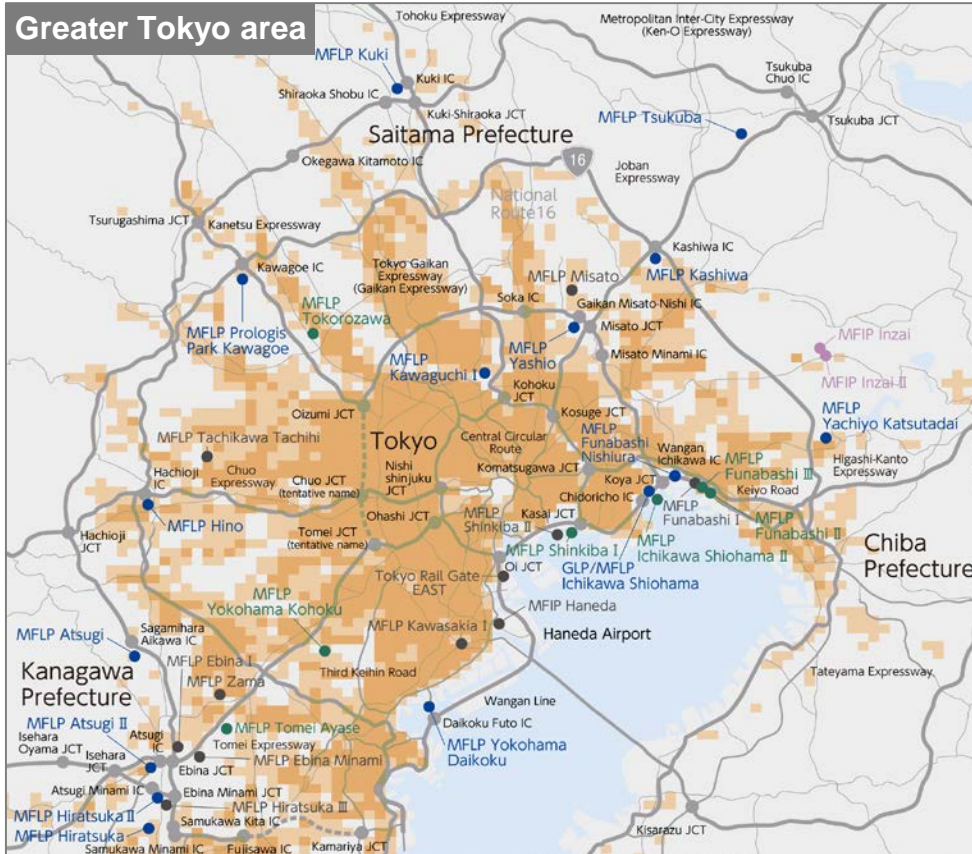 Greater Tokyo area
Tohoku Expressway
Metropolitan Inter-City Expressway
(Ken-O Expressway)
MFLP Kuki
Kuki IC
Shiraoka Shobu IC
Kuki-Shiraoka JCT
Tsukuba
Chuo IC
Tsukuba JCT
MFLP Tsukuba
Saitama Prefecture
Okegawa Kitamoto IC
16
Joban
Expressway
National
Route16
Tsurugashima JCT
Kanetsu Expressway
Kashiwa IC
Kawagoe IC
Tokyo Gaikan
Expressway
(Gaikan Expressway)
MFLP Misato
MFLP Kashiwa
Soka IC
Gaikan Misato-Nishi IC
MFLP
Tokorozawa
MFLP Prologis
Park Kawagoe
MFLP
Yashio
Misato JCT
Misato Minami IC
MFIP Inzai
MFLP
Kawaguchi I
MFIP Inzai II
Kohoku
JCT
Oizumi JCT
Kosuge JCT
MFLP
Yachiyo Katsutadai
MFLP Tachikawa Tachihi
Tokyo
Central Circular
Route
MFLP
Funabashi
Nishiura
Wangan
Ichikawa IC
MFLP
Funabashi III
Higashi-Kanto
Expressway
Hachioji
IC
Chuo
Expressway
Chuo JCT
(tentative name)
Nishi
shinjuku
JCT
Komatsugawa JCT
Koya JCT
Keiyo Road
Chidoricho IC
MFLP Hino
Ohashi JCT
MFLP
Shinkiba II
Kasai JCT
MFLP
Funabashi I
MFLP
Funabashi II
Hachioji
JCT
Tomei JCT
(tentative name)
MFLP Shinkiba I
MFLP
Ichikawa Shiohama II
Oi JCT
GLP/MFLP
Ichikawa Shiohama
Chiba
Prefecture
Tokyo Rail Gate
EAST
MFLP
Yokohama Kohoku
MFIP Haneda
MFLP Kawasakia I
Haneda Airport
MFLP Atsugi
Sagamihara
Aikawa IC
Kanagawa
Prefecture
MFLP Ebina I
MFLP Zama
Third Keihin Road
Tateyama Expressway
Wangan Line
MFLP Atsugi II
Atsugi
IC
MFLP Tomei Ayase
Daikoku Futo IC
Isehara
Oyama JCT
Isehara
JCT
Tomei Expressway
MFLP Ebina Minami
MFLP Yokohama
Daikoku
Ebina JCT
Atsugi Minami IC
Ebina Minami JCT
MFLP Hiratsuka II
MFLP Hiratsuka III
MFLP Hiratsuka
Samukawa Kita IC
Samukawa Minami IC
Fujisawa IC
Kamariya JCT
Kisarazu JCT